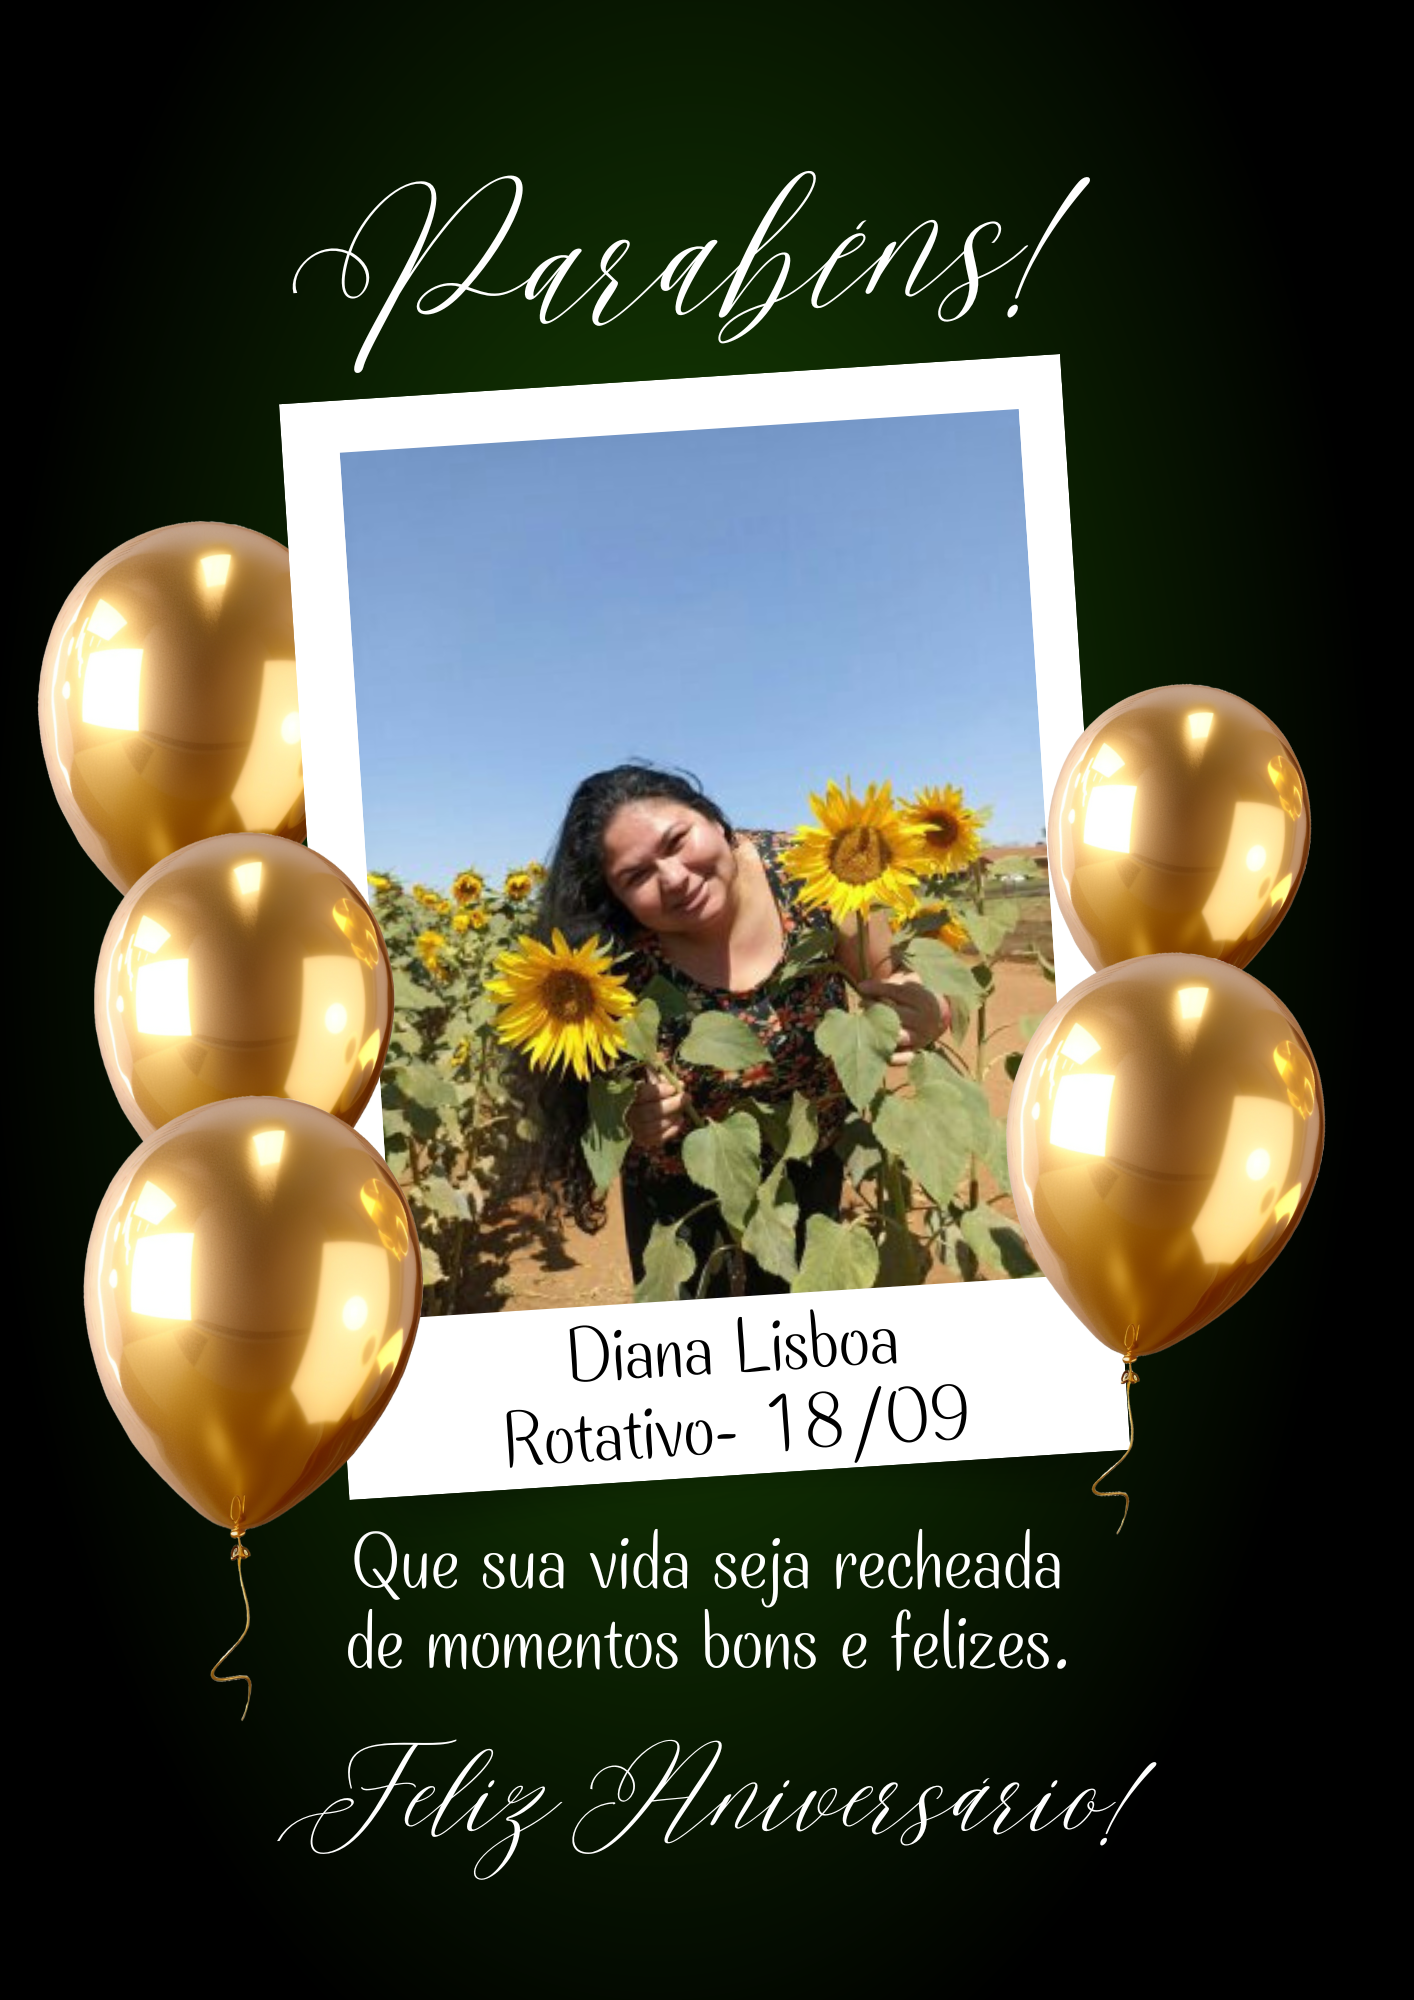 Parabéns!
Diana Lisboa
Rotativo- 18/09
Que sua vida seja recheada
de momentos bons e felizes.
Feliz Aniversário!